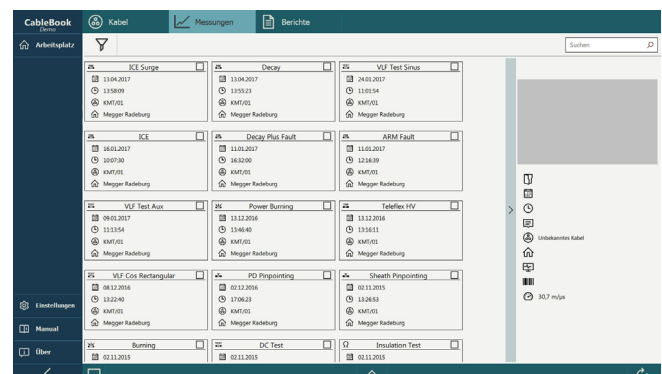 CableBook
Demo
Kabel
Messungen
Berichte
Arbeitsplatz
Suchen
ICE Surge
13.04.2017
13:58:09
KMT/01
Megger Radeburg
Decay
13.04.2017
13:55:23
KMT/01
Megger Radeburg
VLF Test Sinus
24.01.2017
11:01:54
KMT/01
Megger Radeburg
ICE
16.01.2017
10:07:30
KMT/01
Megger Radeburg
Decay Plus Fault
11.01.2017
16:32:00
KMT/01
Megger Radeburg
ARM Fault
11.01.2017
12:16:39
KMT/01
Megger Radeburg
VLF Test Aux
09.01.2017
11:13:54
KMT/01
Megger Radeburg
Power Burning
13.12.2016
13:46:40
KMT/01
Megger Radeburg
Teleflex HV
13.12.2016
13:16:11
KMT/01
Megger Radeburg
VLF Cos Rectangular
08.12.2016
13:22:40
KMT/01
Megger Radeburg
PD Pinpointing
02.12.2016
17:06:23
KMT/01
Megger Radeburg
Sheath Pinpointing
02.11.2015
13:26:53
KMT/01
Megger Radeburg
Burning
02.11.2015
DC Test
02.11.2015
Insulation Test
02.11.2015
Unbekanntes Kabel
30,7 m/µs
Einstellungen
Manual
Über